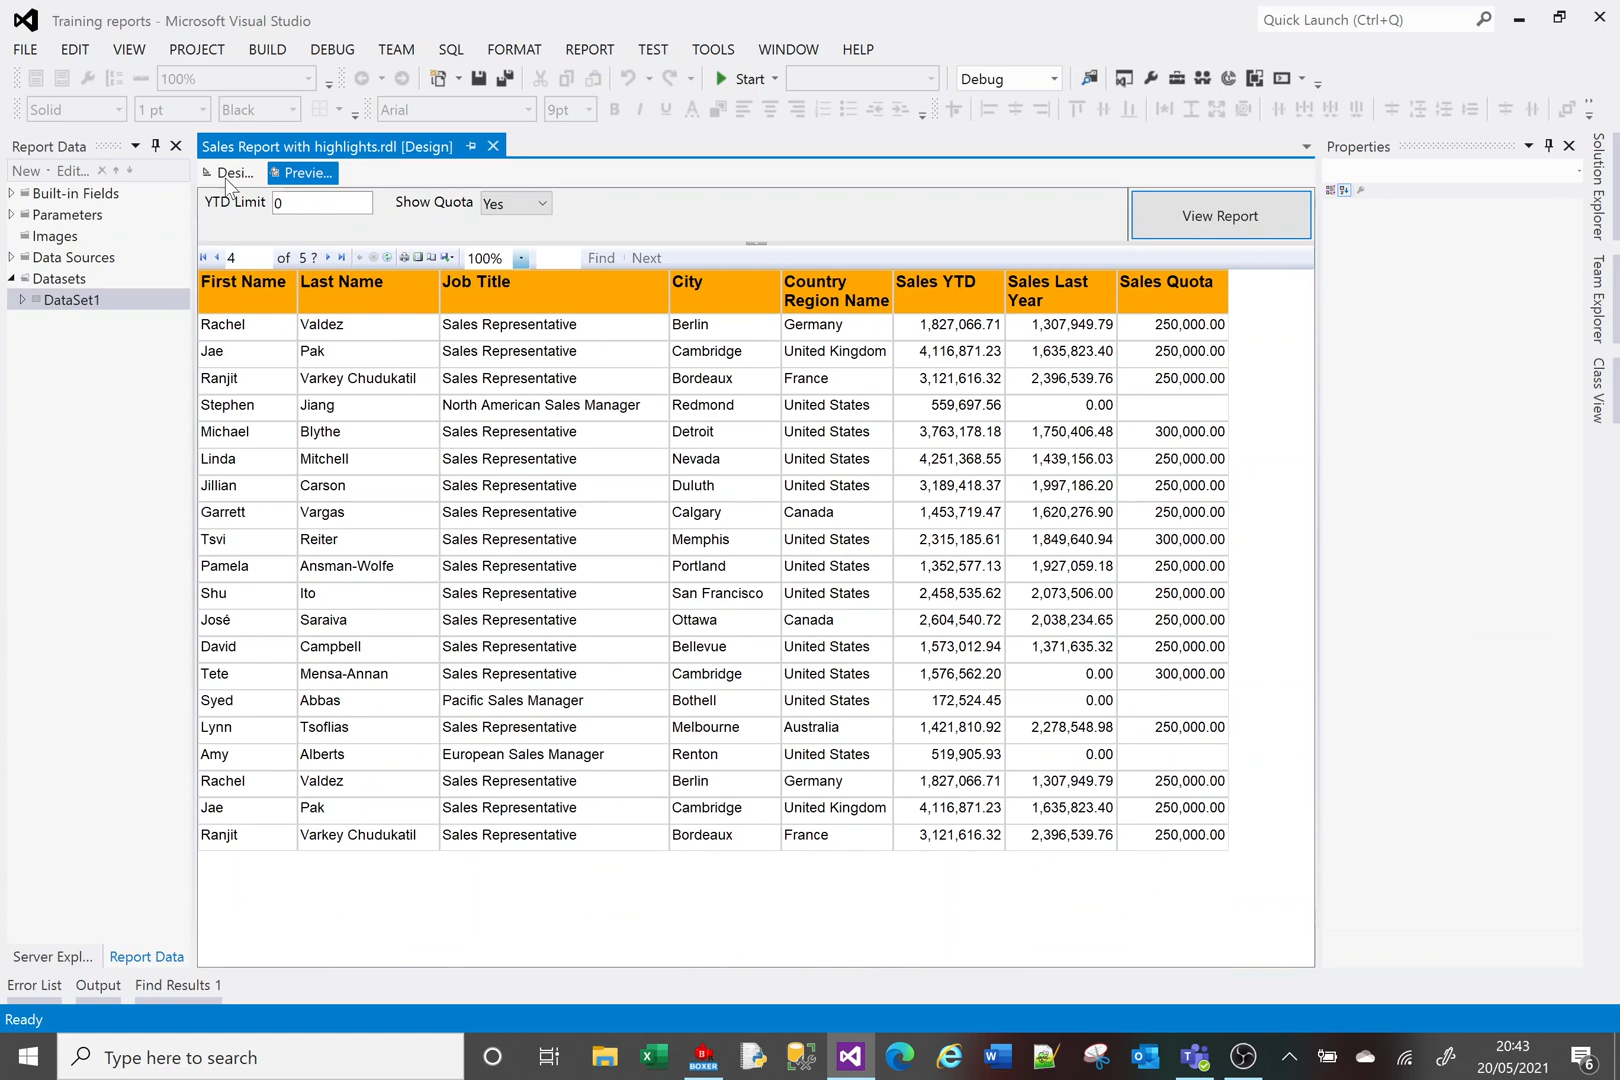 Training reports - Microsoft Visual Studio
Quick Launch (Ctrl+Q)
FILE EDIT VIEW PROJECT BUILD DEBUG TEAM SQL FORMAT REPORT TEST TOOLS WINDOW HELP
100% Start Debug
Solid 1 pt Black Arial 9pt B I U A
Report Data
New Edit...
Built-in Fields
Parameters
Images
Data Sources
Datasets
DataSet1
Server Expl... Report Data
Sales Report with highlights.rdl [Design]
Desi... Previe...
YTD Limit 0 Show Quota Yes View Report
4 of 5 ? 100% Find Next
First Name Last Name Job Title City Country Region Name Sales YTD Sales Last Year Sales Quota
Rachel Valdez Sales Representative Berlin Germany 1,827,066.71 1,307,949.79 250,000.00
Jae Pak Sales Representative Cambridge United Kingdom 4,116,871.23 1,635,823.40 250,000.00
Ranjit Varkey Chudukatil Sales Representative Bordeaux France 3,121,616.32 2,396,539.76 250,000.00
Stephen Jiang North American Sales Manager Redmond United States 559,697.56 0.00
Michael Blythe Sales Representative Detroit United States 3,763,178.18 1,750,406.48 300,000.00
Linda Mitchell Sales Representative Nevada United States 4,251,368.55 1,439,156.03 250,000.00
Jillian Carson Sales Representative Duluth United States 3,189,418.37 1,997,186.20 250,000.00
Garrett Vargas Sales Representative Calgary Canada 1,453,719.47 1,620,276.90 250,000.00
Tsvi Reiter Sales Representative Memphis United States 2,315,185.61 1,849,640.94 300,000.00
Pamela Ansman-Wolfe Sales Representative Portland United States 1,352,577.13 1,927,059.18 250,000.00
Shu Ito Sales Representative San Francisco United States 2,458,535.62 2,073,506.00 250,000.00
José Saraiva Sales Representative Ottawa Canada 2,604,540.72 2,038,234.65 250,000.00
David Campbell Sales Representative Bellevue United States 1,573,012.94 1,371,635.32 250,000.00
Tete Mensa-Annan Sales Representative Cambridge United States 1,576,562.20 0.00 300,000.00
Syed Abbas Pacific Sales Manager Bothell United States 172,524.45 0.00
Lynn Tsoflias Sales Representative Melbourne Australia 1,421,810.92 2,278,548.98 250,000.00
Amy Alberts European Sales Manager Renton United States 519,905.93 0.00
Rachel Valdez Sales Representative Berlin Germany 1,827,066.71 1,307,949.79 250,000.00
Jae Pak Sales Representative Cambridge United Kingdom 4,116,871.23 1,635,823.40 250,000.00
Ranjit Varkey Chudukatil Sales Representative Bordeaux France 3,121,616.32 2,396,539.76 250,000.00
Properties
Solution Explorer
Team Explorer
Class View
Error List Output Find Results 1
Ready
Type here to search
BOXER
20:43
20/05/2021
6